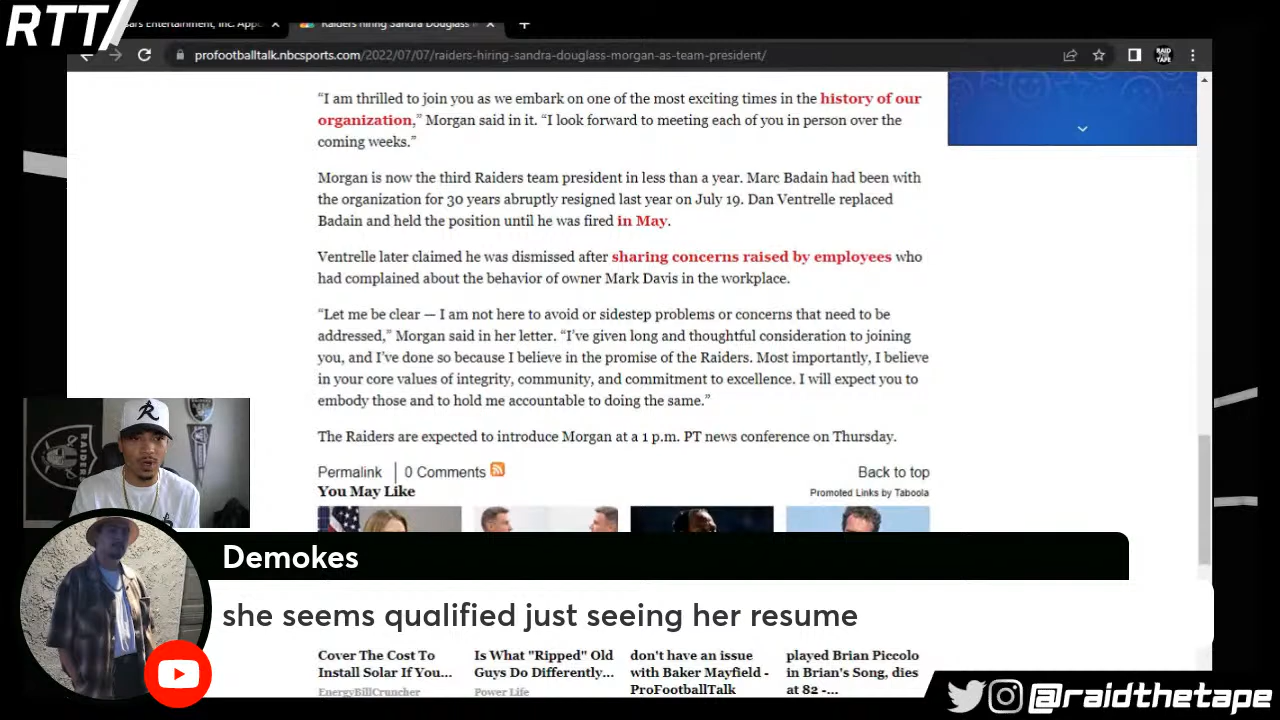 RTT/
sars Entertainment, Inc. Appo
Raiders hiring Sandra Douglass
profootballtalk.nbcsports.com/2022/07/07/raiders-hiring-sandra-douglass-morgan-as-team-president/
RAID THE TAPE
“I am thrilled to join you as we embark on one of the most exciting times in the history of our
organization,” Morgan said in it. “I look forward to meeting each of you in person over the
coming weeks.”
Morgan is now the third Raiders team president in less than a year. Marc Badain had been with
the organization for 30 years abruptly resigned last year on July 19. Dan Ventrelle replaced
Badain and held the position until he was fired in May.
Ventrelle later claimed he was dismissed after sharing concerns raised by employees who
had complained about the behavior of owner Mark Davis in the workplace.
“Let me be clear — I am not here to avoid or sidestep problems or concerns that need to be
addressed,” Morgan said in her letter. “I’ve given long and thoughtful consideration to joining
you, and I’ve done so because I believe in the promise of the Raiders. Most importantly, I believe
in your core values of integrity, community, and commitment to excellence. I will expect you to
embody those and to hold me accountable to doing the same.”
The Raiders are expected to introduce Morgan at a 1 p.m. PT news conference on Thursday.
Permalink | 0 Comments
Back to top
You May Like
Promoted Links by Taboola
RAIDERS
R
Demokes
she seems qualified just seeing her resume
Cover The Cost To
Install Solar If You...
EnergyBillCruncher
Is What "Ripped" Old
Guys Do Differently...
Power Life
don't have an issue
with Baker Mayfield -
ProFootballTalk
played Brian Piccolo
in Brian's Song, dies
at 82 -...
@raidthetape